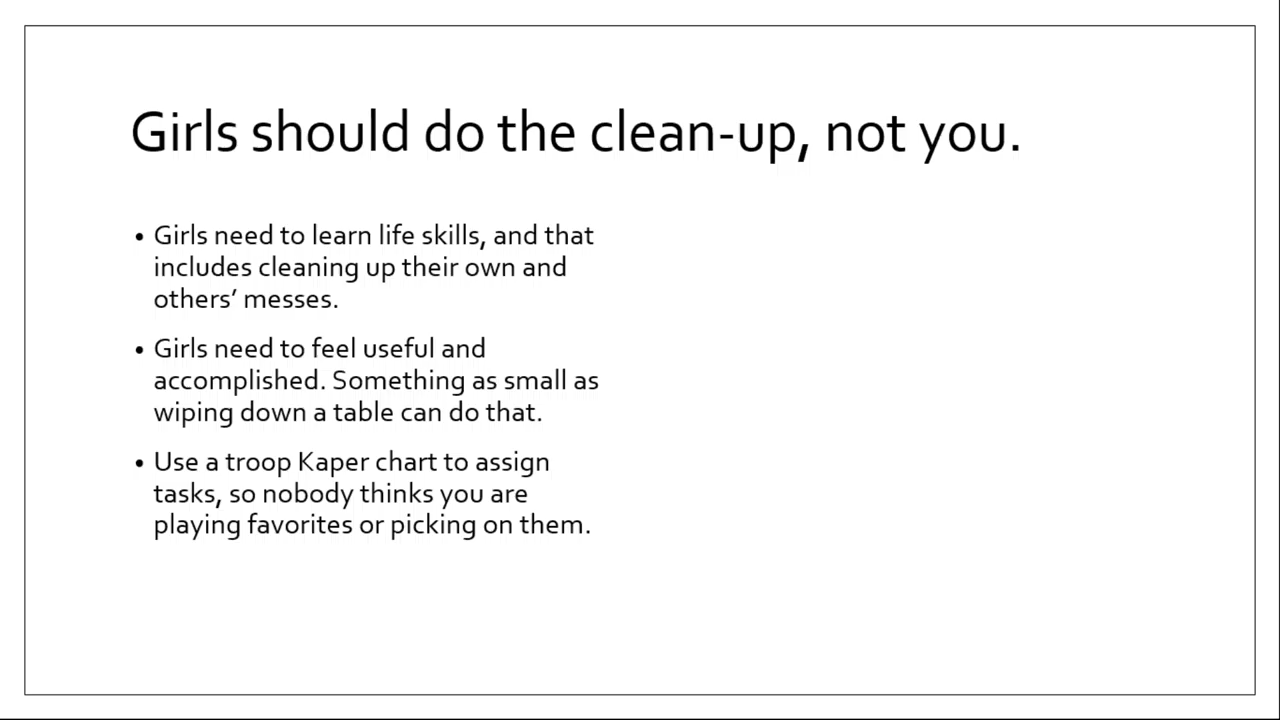 Girls should do the clean-up, not you.
• Girls need to learn life skills, and that
includes cleaning up their own and
others’ messes.
• Girls need to feel useful and
accomplished. Something as small as
wiping down a table can do that.
• Use a troop Kaper chart to assign
tasks, so nobody thinks you are
playing favorites or picking on them.